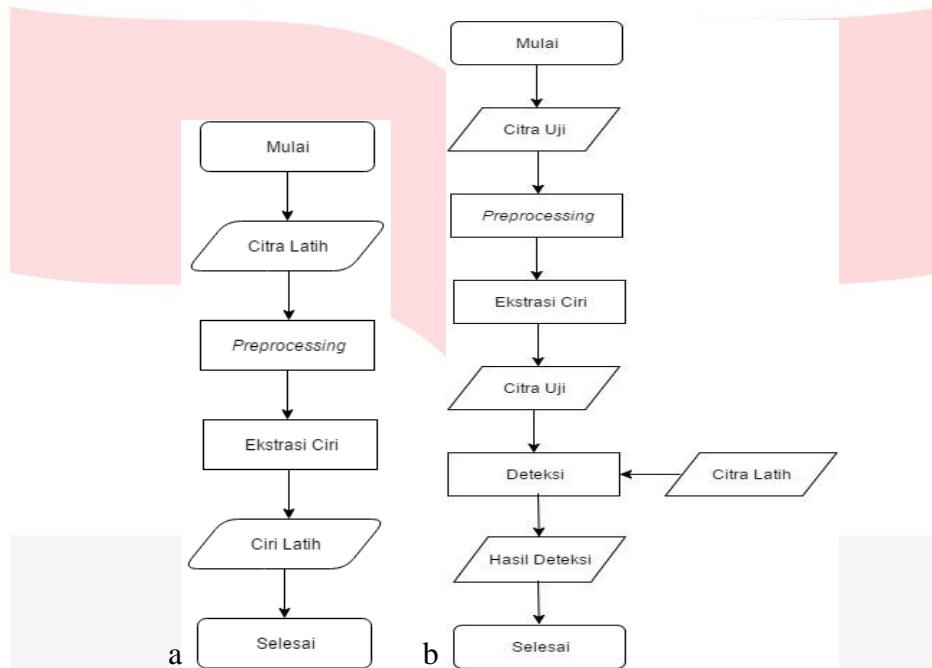 Mulai
Citra Latih
Preprocessing
Ekstrasi Ciri
Ciri Latih
Selesai
a
Mulai
Citra Uji
Preprocessing
Ekstrasi Ciri
Citra Uji
Deteksi
Citra Latih
Hasil Deteksi
Selesai
b